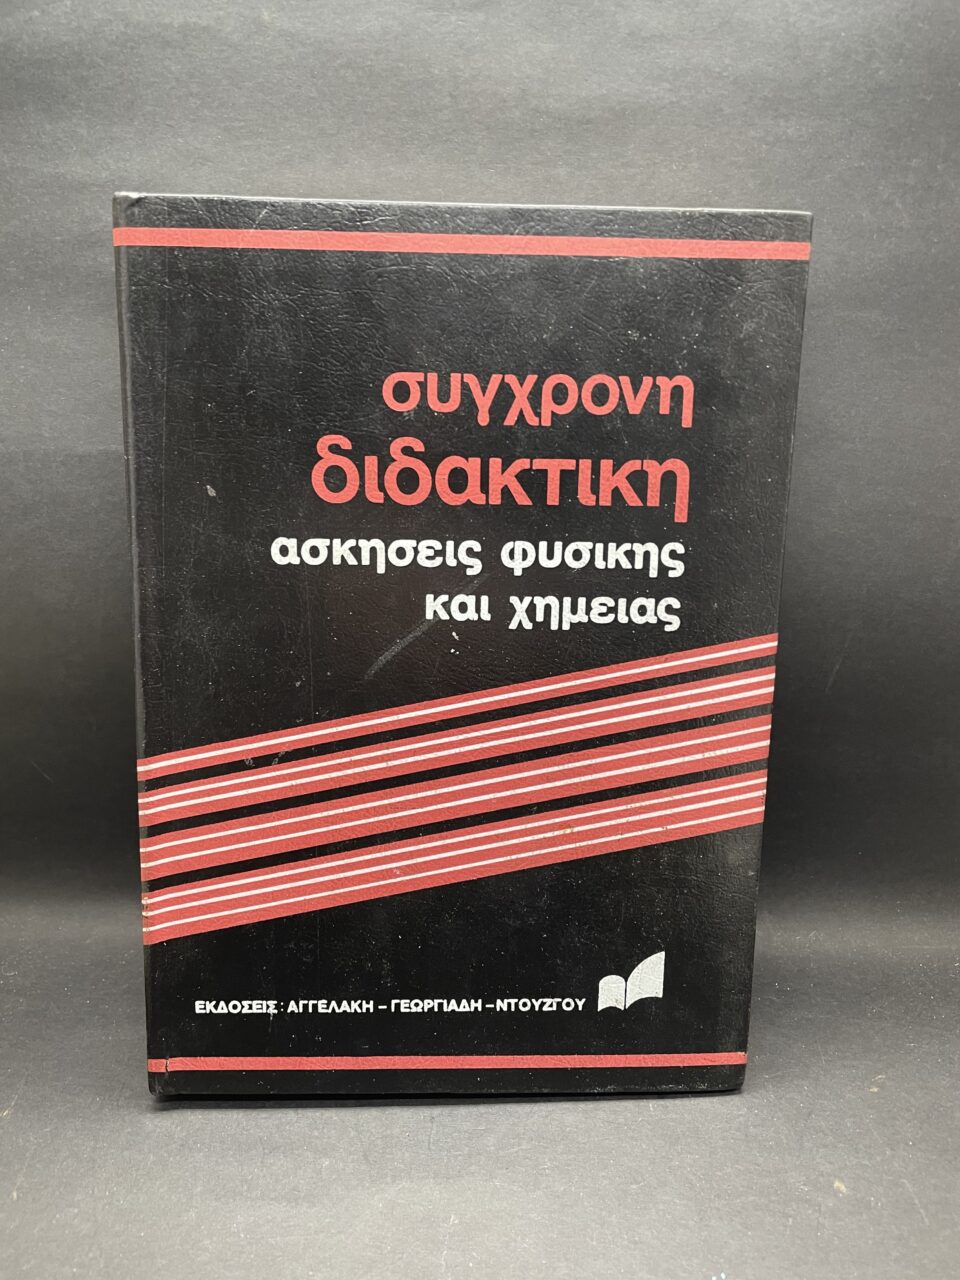 συγχρονη
διδακτικη
ασκησεις φυσικης
και χημειας
ΕΚΔΟΣΕΙΣ: ΑΓΓΕΛΑΚΗ – ΓΕΩΡΓΙΑΔΗ – ΝΤΟΥΖΓΟΥ